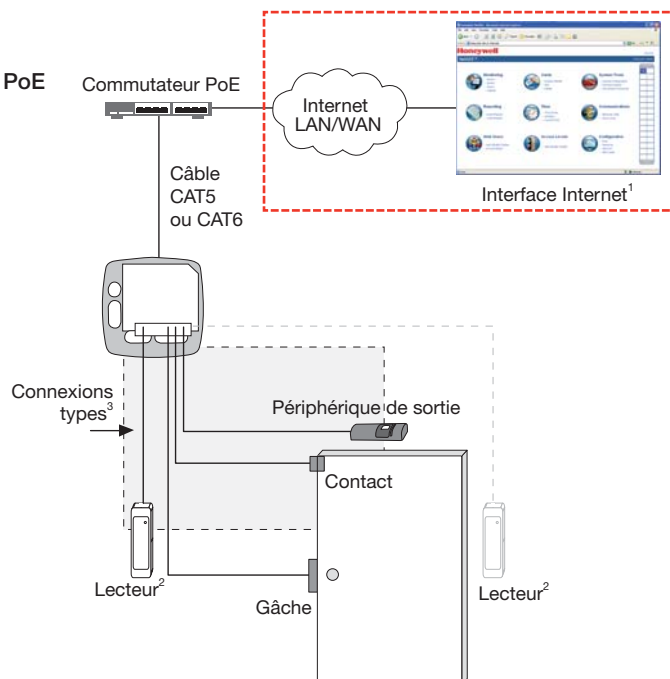 PoE
Commutateur PoE
Internet
LAN/WAN
Honeywell
Interface Internet¹
Câble
CAT5
ou CAT6
Connexions
types³
Périphérique de sortie
Contact
Lecteur²
Gâche
Lecteur²